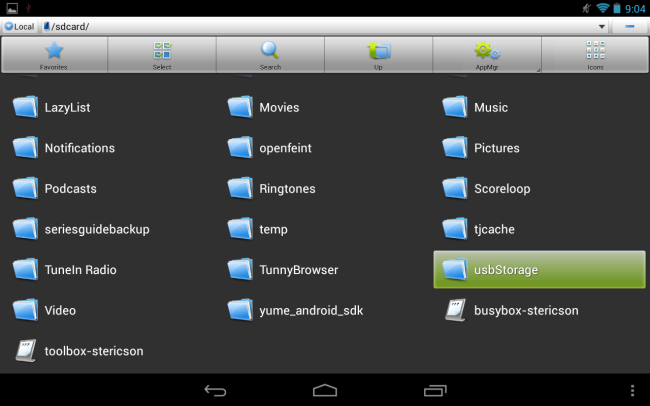 9:04
Local /sdcard/
Favorites Select Search Up AppMgr Icons
LazyList Movies Music
Notifications openfeint Pictures
Podcasts Ringtones Scoreloop
seriesguidebackup temp tjcache
TuneIn Radio TunnyBrowser usbStorage
Video yume_android_sdk busybox-stericson
toolbox-stericson